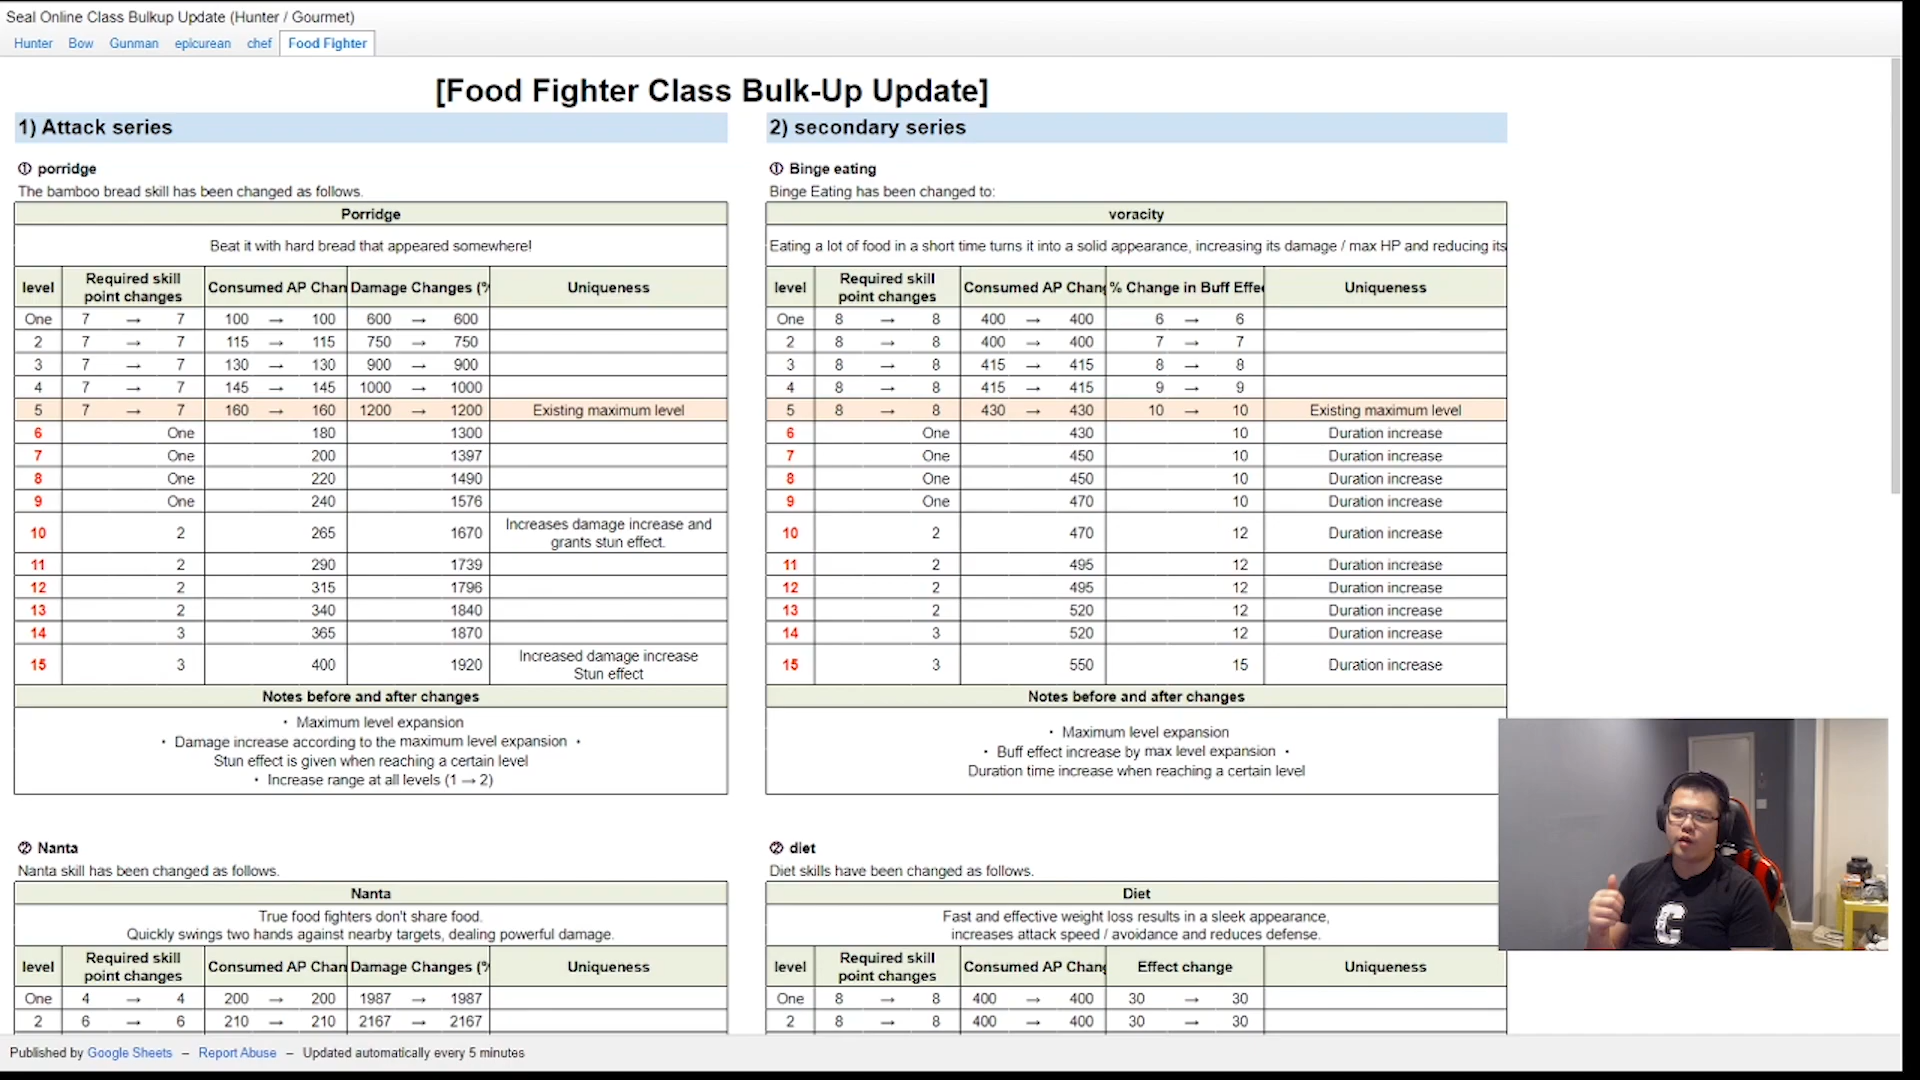 Seal Online Class Bulkup Update (Hunter / Gourmet)
Hunter Bow Gunman epicurean chef Food Fighter
[Food Fighter Class Bulk-Up Update]
1) Attack series
① porridge
The bamboo bread skill has been changed as follows.
Porridge
Beat it with hard bread that appeared somewhere!
level Required skill point changes Consumed AP Chan Damage Changes (% Uniqueness
One 7 → 7 100 → 100 600 → 600
2 7 → 7 115 → 115 750 → 750
3 7 → 7 130 → 130 900 → 900
4 7 → 7 145 → 145 1000 → 1000
5 7 → 7 160 → 160 1200 → 1200 Existing maximum level
6 One 180 1300
7 One 200 1397
8 One 220 1490
9 One 240 1576
10 2 265 1670 Increases damage increase and grants stun effect.
11 2 290 1739
12 2 315 1796
13 2 340 1840
14 3 365 1870
15 3 400 1920 Increased damage increase Stun effect
Notes before and after changes
・ Maximum level expansion
・ Damage increase according to the maximum level expansion ・
Stun effect is given when reaching a certain level
・ Increase range at all levels (1 → 2)
② Nanta
Nanta skill has been changed as follows.
Nanta
True food fighters don't share food.
Quickly swings two hands against nearby targets, dealing powerful damage.
level Required skill point changes Consumed AP Chan Damage Changes (% Uniqueness
One 4 → 4 200 → 200 1987 → 1987
2 6 → 6 210 → 210 2167 → 2167
2) secondary series
① Binge eating
Binge Eating has been changed to:
voracity
Eating a lot of food in a short time turns it into a solid appearance, increasing its damage / max HP and reducing its
level Required skill point changes Consumed AP Chang % Change in Buff Effe Uniqueness
One 8 → 8 400 → 400 6 → 6
2 8 → 8 400 → 400 7 → 7
3 8 → 8 415 → 415 8 → 8
4 8 → 8 415 → 415 9 → 9
5 8 → 8 430 → 430 10 → 10 Existing maximum level
6 One 430 10 Duration increase
7 One 450 10 Duration increase
8 One 450 10 Duration increase
9 One 470 10 Duration increase
10 2 470 12 Duration increase
11 2 495 12 Duration increase
12 2 495 12 Duration increase
13 2 520 12 Duration increase
14 3 520 12 Duration increase
15 3 550 15 Duration increase
Notes before and after changes
・ Maximum level expansion
・ Buff effect increase by max level expansion ・
Duration time increase when reaching a certain level
② diet
Diet skills have been changed as follows.
Diet
Fast and effective weight loss results in a sleek appearance,
increases attack speed / avoidance and reduces defense.
level Required skill point changes Consumed AP Chang Effect change Uniqueness
One 8 → 8 400 → 400 30 → 30
2 8 → 8 400 → 400 30 → 30
C
Published by Google Sheets – Report Abuse – Updated automatically every 5 minutes